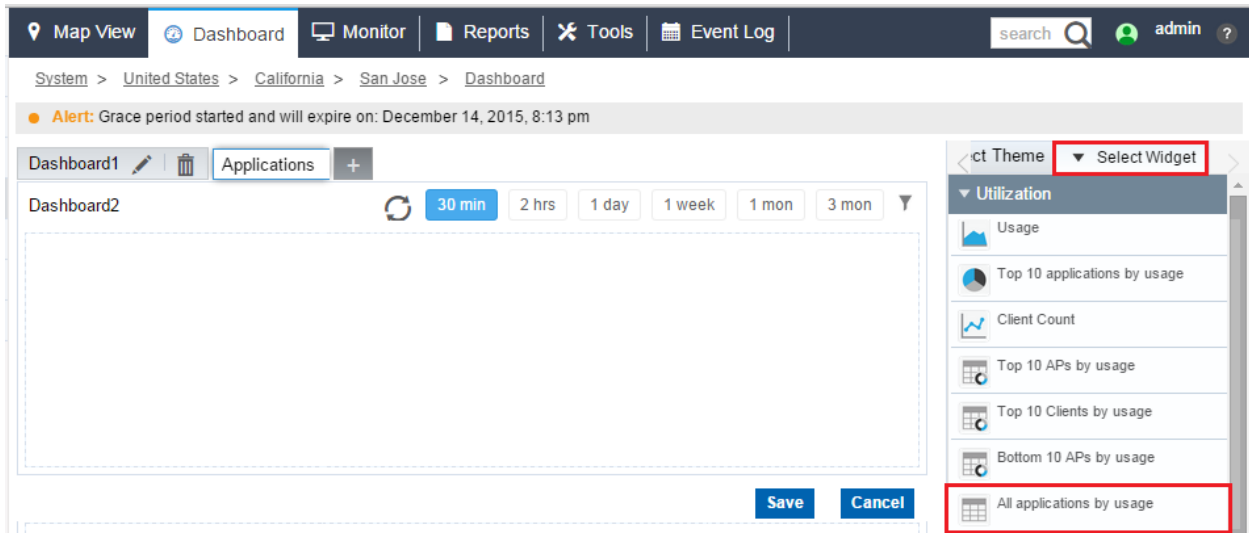 Map View Dashboard Monitor Reports Tools Event Log search admin ?
System > United States > California > San Jose > Dashboard
Alert: Grace period started and will expire on: December 14, 2015, 8:13 pm
Dashboard1 Applications +
ct Theme ▼ Select Widget
Dashboard2 30 min 2 hrs 1 day 1 week 1 mon 3 mon
▼ Utilization
Usage
Top 10 applications by usage
Client Count
Top 10 APs by usage
Top 10 Clients by usage
Bottom 10 APs by usage
All applications by usage
Save Cancel